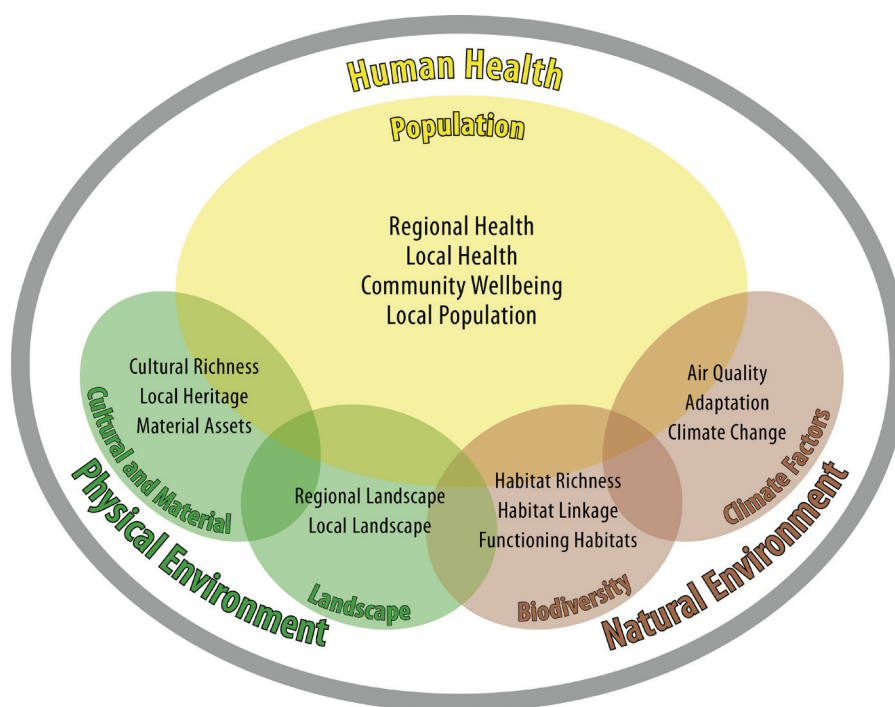 Human Health
Population
Regional Health
Local Health
Community Wellbeing
Local Population
Cultural Richness
Local Heritage
Material Assets
Cultural and Material
Physical Environment
Regional Landscape
Local Landscape
Landscape
Habitat Richness
Habitat Linkage
Functioning Habitats
Biodiversity
Air Quality
Adaptation
Climate Change
Climate Factors
Natural Environment